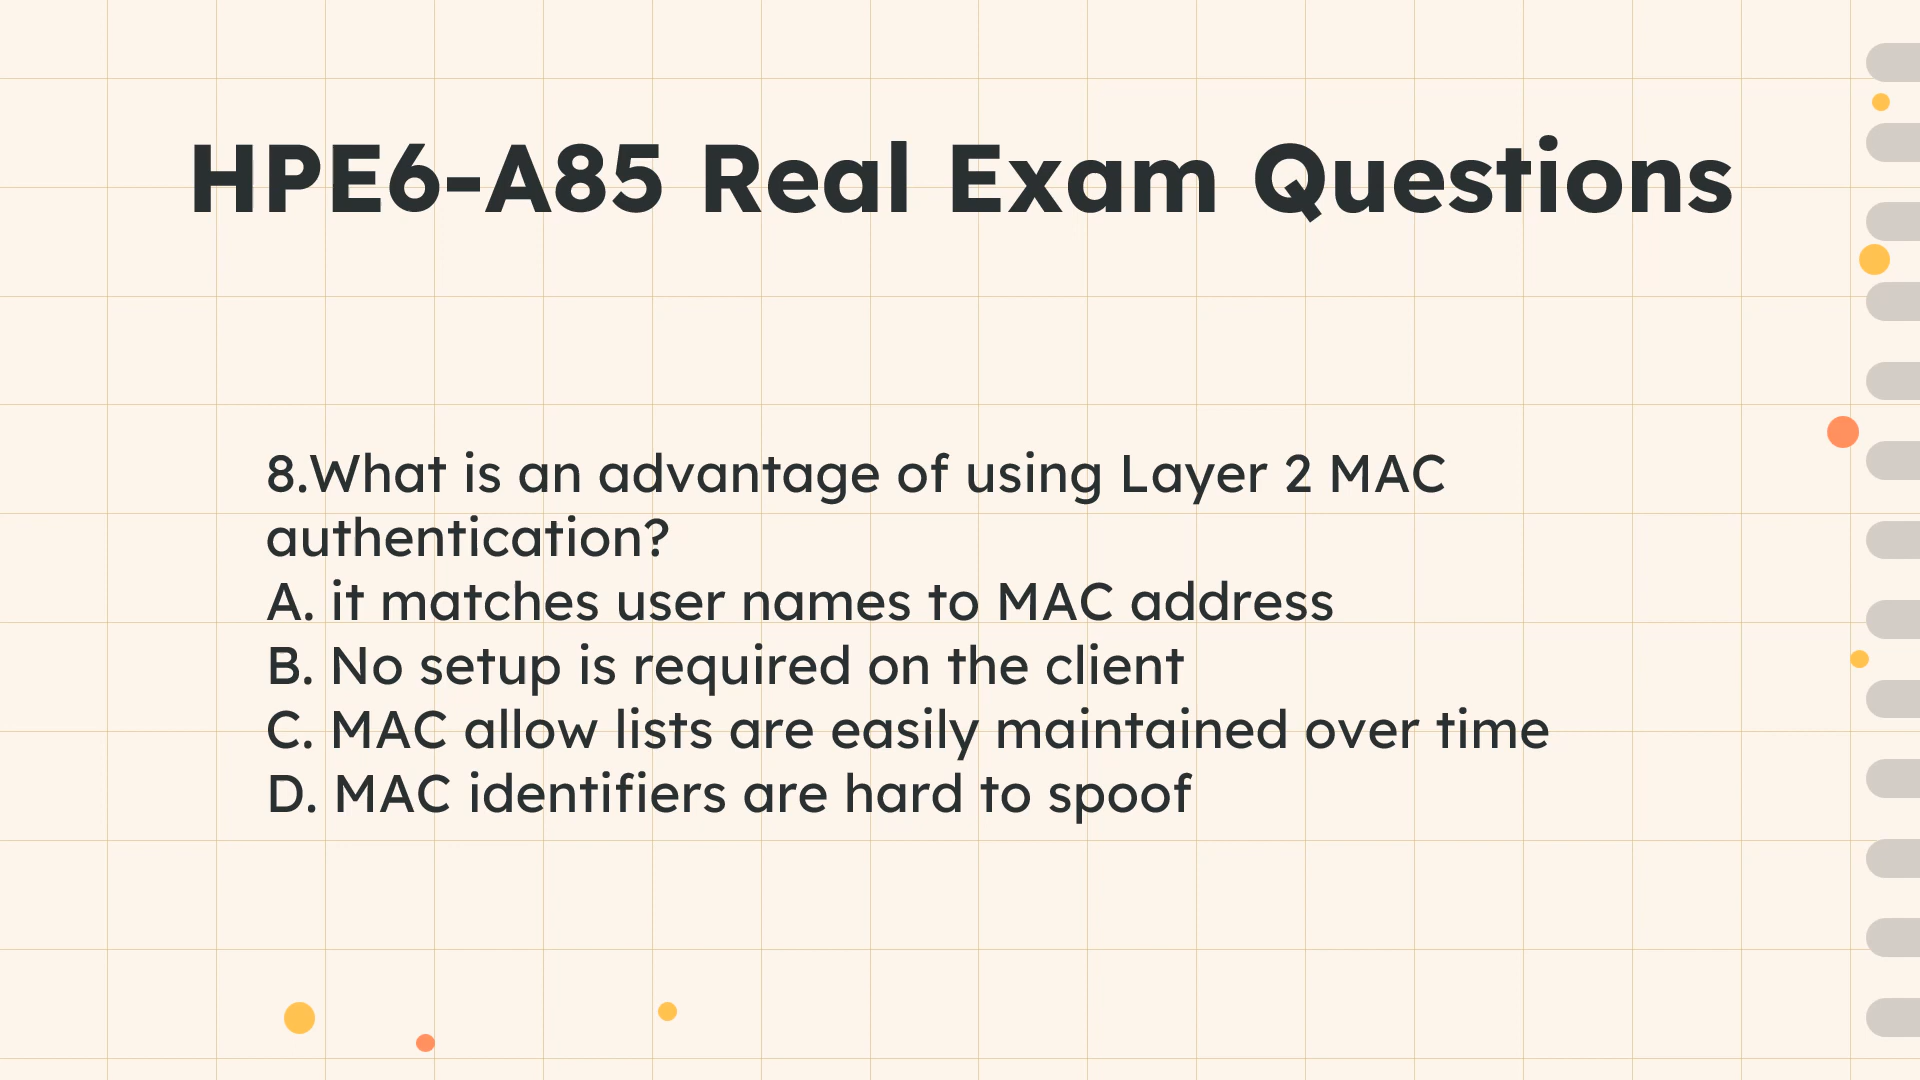 HPE6-A85 Real Exam Questions
8.What is an advantage of using Layer 2 MAC
authentication?
A. it matches user names to MAC address
B. No setup is required on the client
C. MAC allow lists are easily maintained over time
D. MAC identifiers are hard to spoof